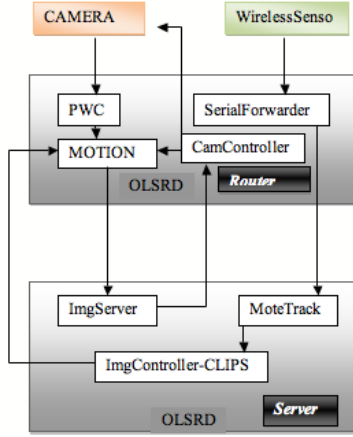 CAMERA
WirelessSenso
PWC
SerialForwarder
MOTION
CamController
OLSRD
Router
ImgServer
MoteTrack
ImgController-CLIPS
Server
OLSRD